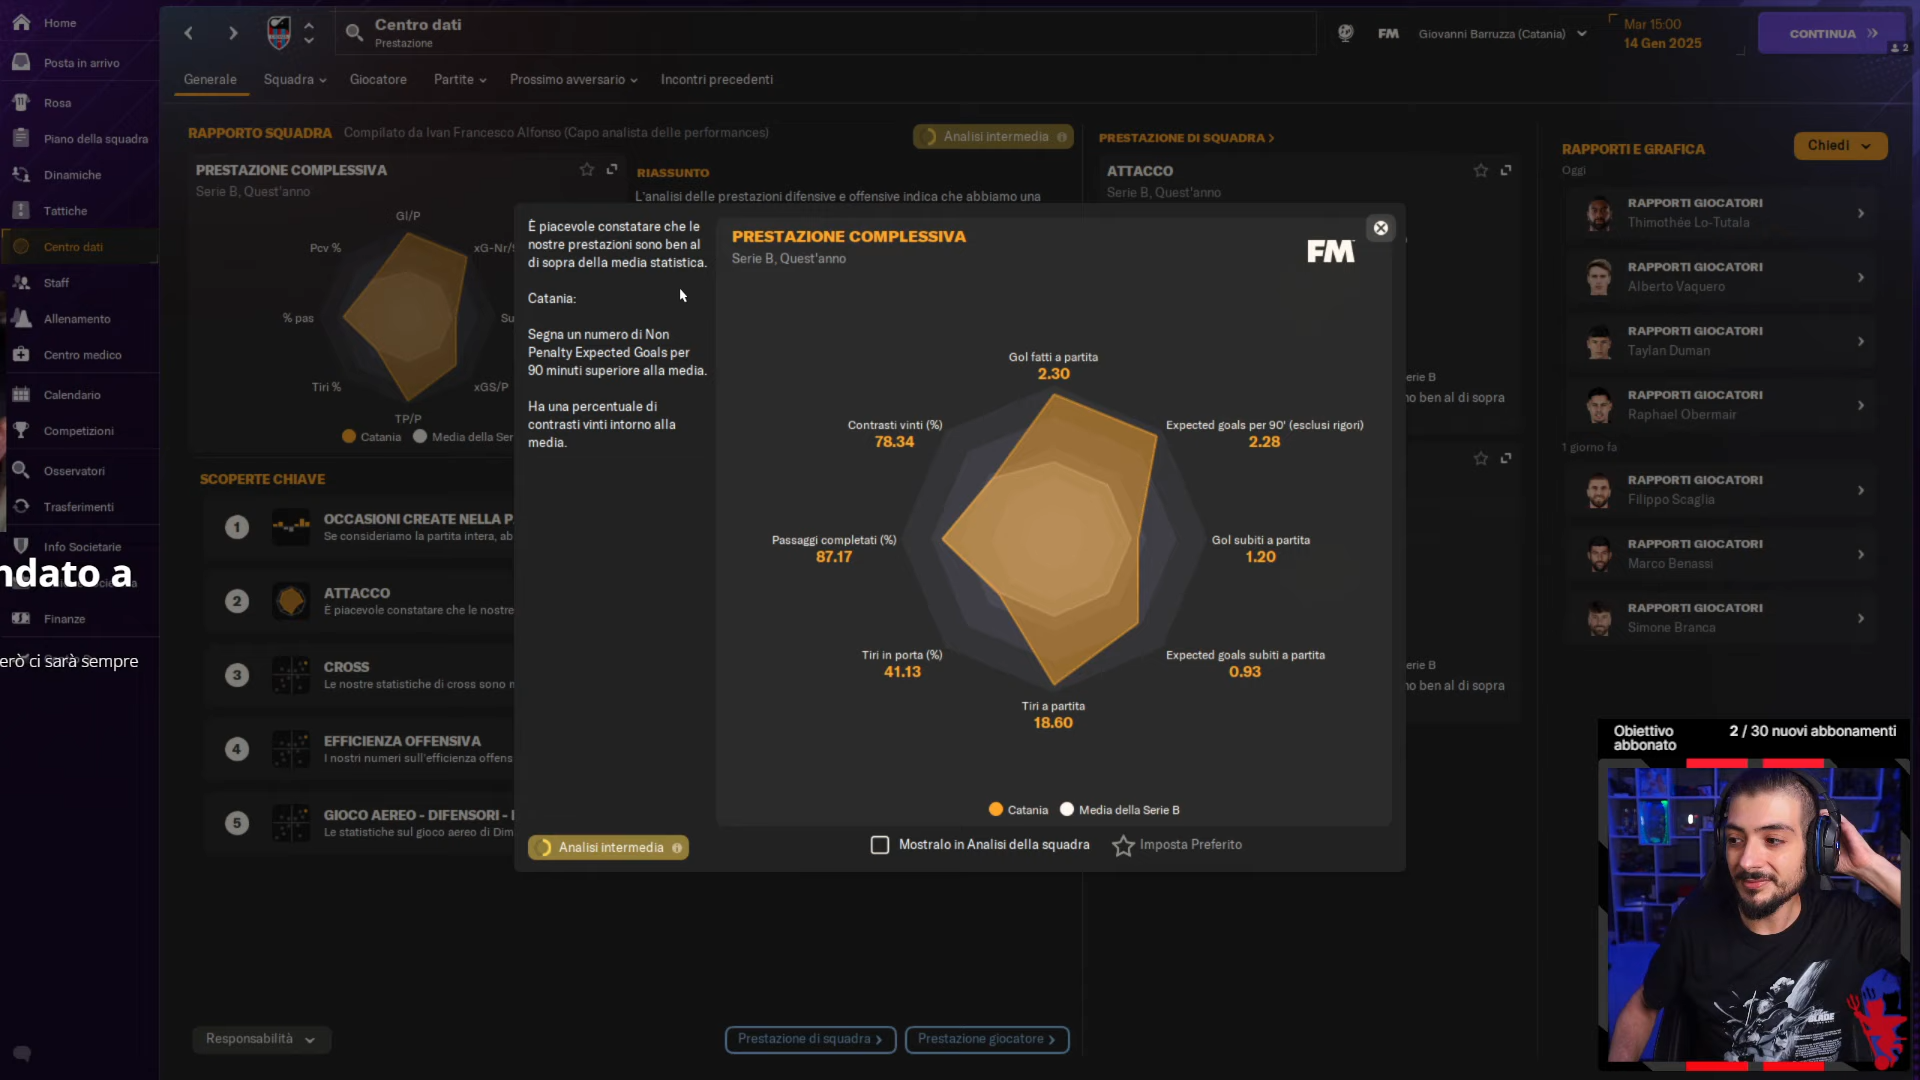 Home
Posta in arrivo
Rosa
Piano della squadra
Dinamiche
Tattiche
Centro dati
Staff
Allenamento
Centro medico
Calendario
Competizioni
Osservatori
Trasferimenti
Info Societarie
ndato a
Finanze
erò ci sarà sempre
Centro dati
Prestazione
FM
Giovanni Barruzza (Catania)
Mar 15:00
14 Gen 2025
CONTINUA
2
Generale
Squadra
Giocatore
Partite
Prossimo avversario
Incontri precedenti
RAPPORTO SQUADRA
Compilato da Ivan Francesco Alfonso (Capo analista delle performances)
Analisi intermedia
PRESTAZIONE COMPLESSIVA
Serie B, Quest'anno
Gl/P
Pcv %
xG-Nr/9
% pas
Su
Tiri %
xGS/P
TP/P
Catania
Media della Ser
RIASSUNTO
L'analisi delle prestazioni difensive e offensive indica che abbiamo una
PRESTAZIONE DI SQUADRA
ATTACCO
Serie B, Quest'anno
erie B
no ben al di sopra
erie B
no ben al di sopra
SCOPERTE CHIAVE
1
OCCASIONI CREATE NELLA P
Se consideriamo la partita intera, ab
2
ATTACCO
È piacevole constatare che le nostre
3
CROSS
Le nostre statistiche di cross sono n
4
EFFICIENZA OFFENSIVA
I nostri numeri sull'efficienza offens
5
GIOCO AEREO - DIFENSORI -
Le statistiche sul gioco aereo di Dim
Responsabilità
Prestazione di squadra
Prestazione giocatore
È piacevole constatare che le
nostre prestazioni sono ben al
di sopra della media statistica.
Catania:
Segna un numero di Non
Penalty Expected Goals per
90 minuti superiore alla media.
Ha una percentuale di
contrasti vinti intorno alla
media.
Analisi intermedia
PRESTAZIONE COMPLESSIVA
Serie B, Quest'anno
FM
Gol fatti a partita
2.30
Contrasti vinti (%)
78.34
Expected goals per 90' (esclusi rigori)
2.28
Passaggi completati (%)
87.17
Gol subiti a partita
1.20
Tiri in porta (%)
41.13
Expected goals subiti a partita
0.93
Tiri a partita
18.60
Catania
Media della Serie B
Mostralo in Analisi della squadra
Imposta Preferito
RAPPORTI E GRAFICA
Chiedi
Oggi
RAPPORTI GIOCATORI
Thimothée Lo-Tutala
RAPPORTI GIOCATORI
Alberto Vaquero
RAPPORTI GIOCATORI
Taylan Duman
RAPPORTI GIOCATORI
Raphael Obermair
1 giorno fa
RAPPORTI GIOCATORI
Filippo Scaglia
RAPPORTI GIOCATORI
Marco Benassi
RAPPORTI GIOCATORI
Simone Branca
Obiettivo
abbonato
2 / 30 nuovi abbonamenti